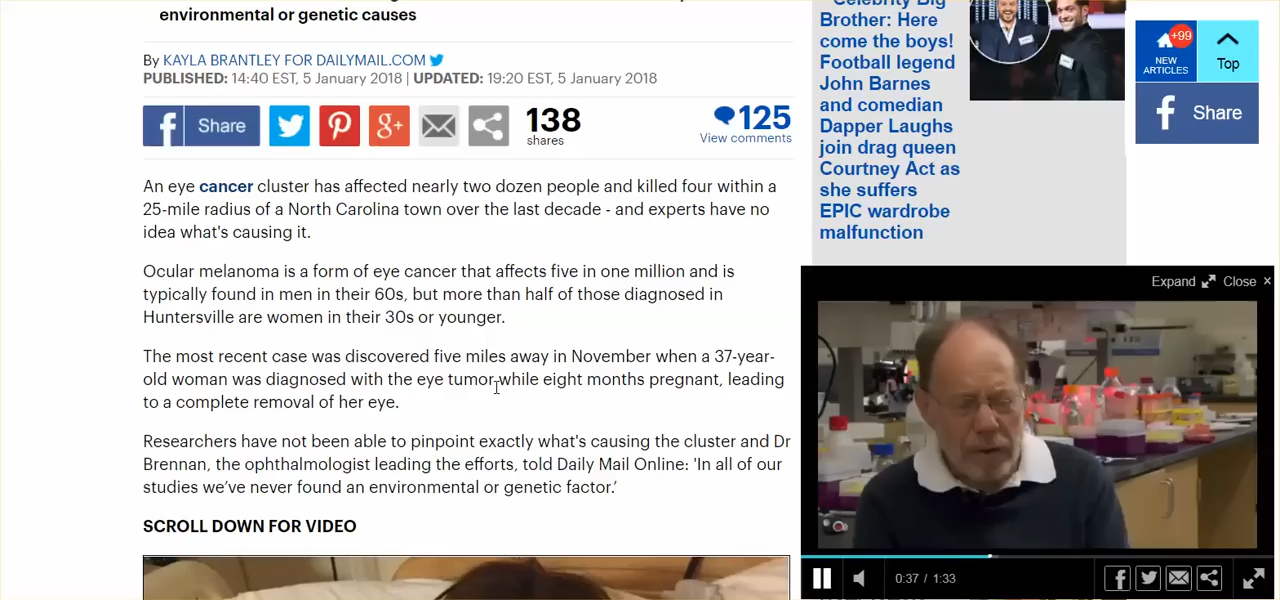 environmental or genetic causes
By KAYLA BRANTLEY FOR DAILYMAIL.COM
PUBLISHED: 14:40 EST, 5 January 2018 | UPDATED: 19:20 EST, 5 January 2018
Share
138
shares
125
View comments
An eye cancer cluster has affected nearly two dozen people and killed four within a
25-mile radius of a North Carolina town over the last decade - and experts have no
idea what's causing it.
Ocular melanoma is a form of eye cancer that affects five in one million and is
typically found in men in their 60s, but more than half of those diagnosed in
Huntersville are women in their 30s or younger.
The most recent case was discovered five miles away in November when a 37-year-
old woman was diagnosed with the eye tumor while eight months pregnant, leading
to a complete removal of her eye.
Researchers have not been able to pinpoint exactly what's causing the cluster and Dr
Brennan, the ophthalmologist leading the efforts, told Daily Mail Online: 'In all of our
studies we've never found an environmental or genetic factor.'
SCROLL DOWN FOR VIDEO
Celebrity Big
Brother: Here
come the boys!
Football legend
John Barnes
and comedian
Dapper Laughs
join drag queen
Courtney Act as
she suffers
EPIC wardrobe
malfunction
+99
NEW
ARTICLES
Top
Share
Expand
Close ×
0:37 / 1:33